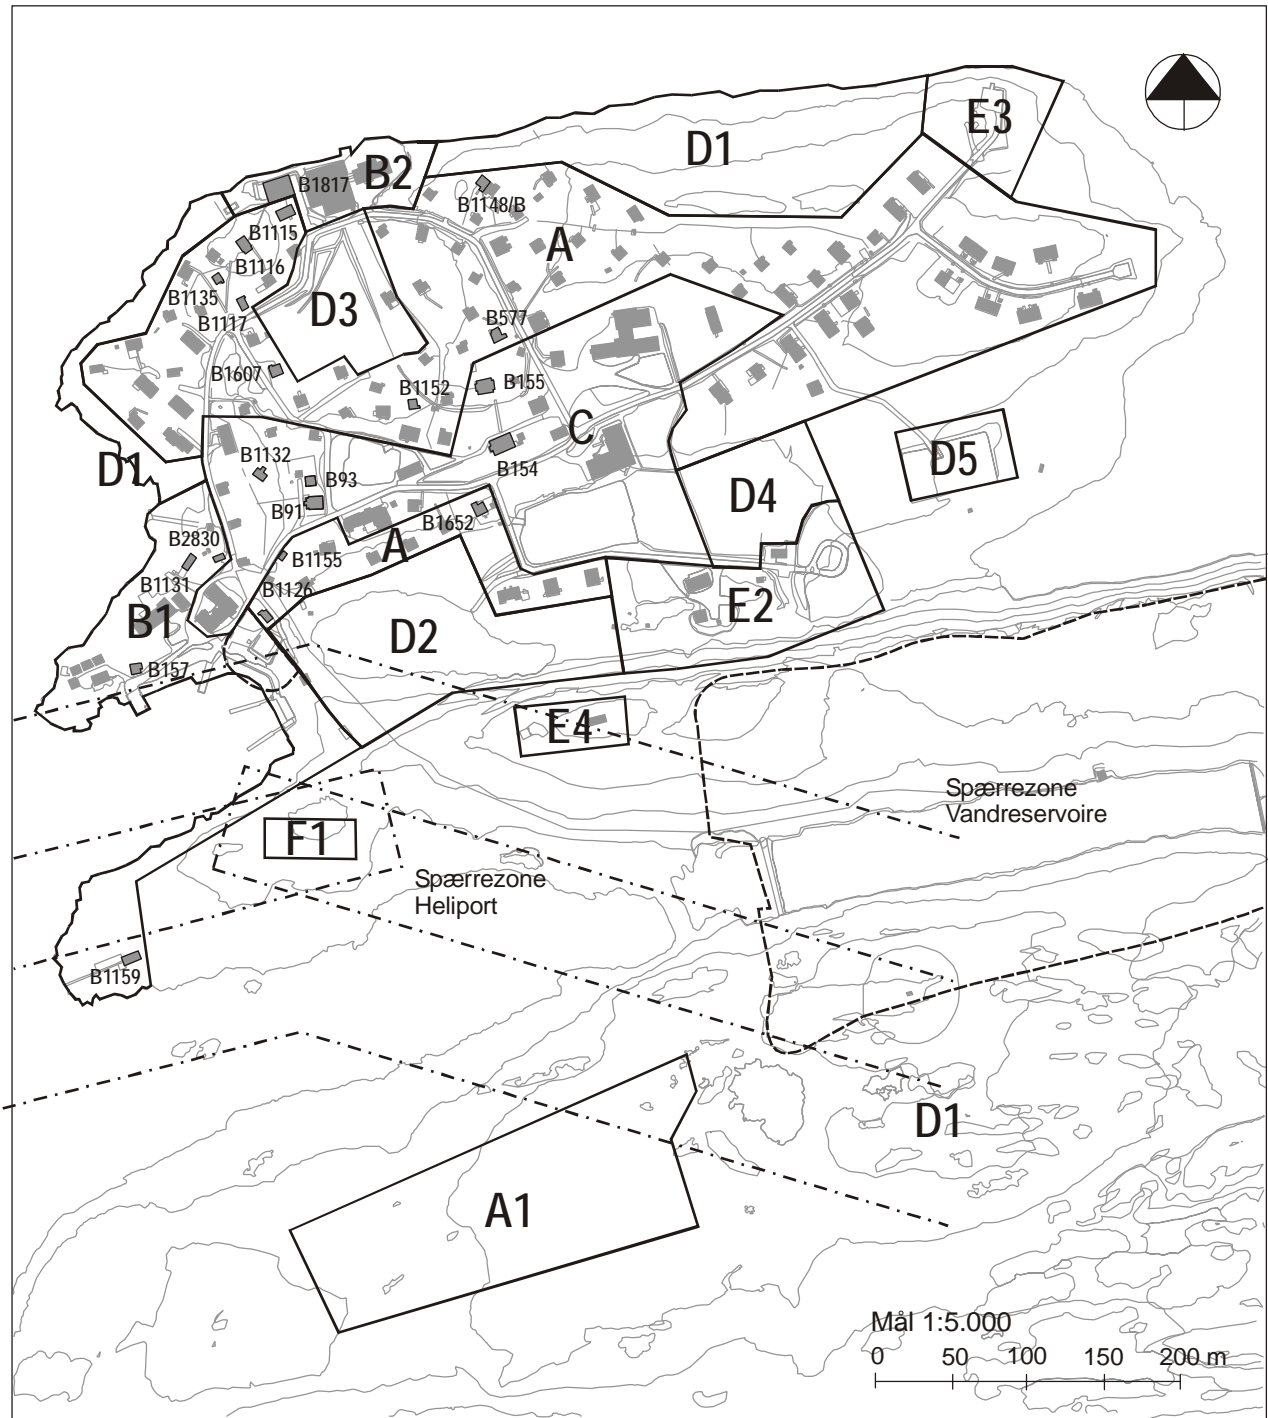 E3
D1
B2
B1817
B1148/B
B1115
A
B1116
B1135
D3
B1117
B577
B1607
B1152
B155
C
D1
B1132
B93
B154
D5
B91
D4
B1652
B2830
A
B1155
B1131
B1126
E2
B1
D2
B157
E4
Spærrezone
Vandreservoire
F1
Spærrezone
Heliport
B1159
D1
A1
Mål 1:5.000
0 50 100 150 200 m